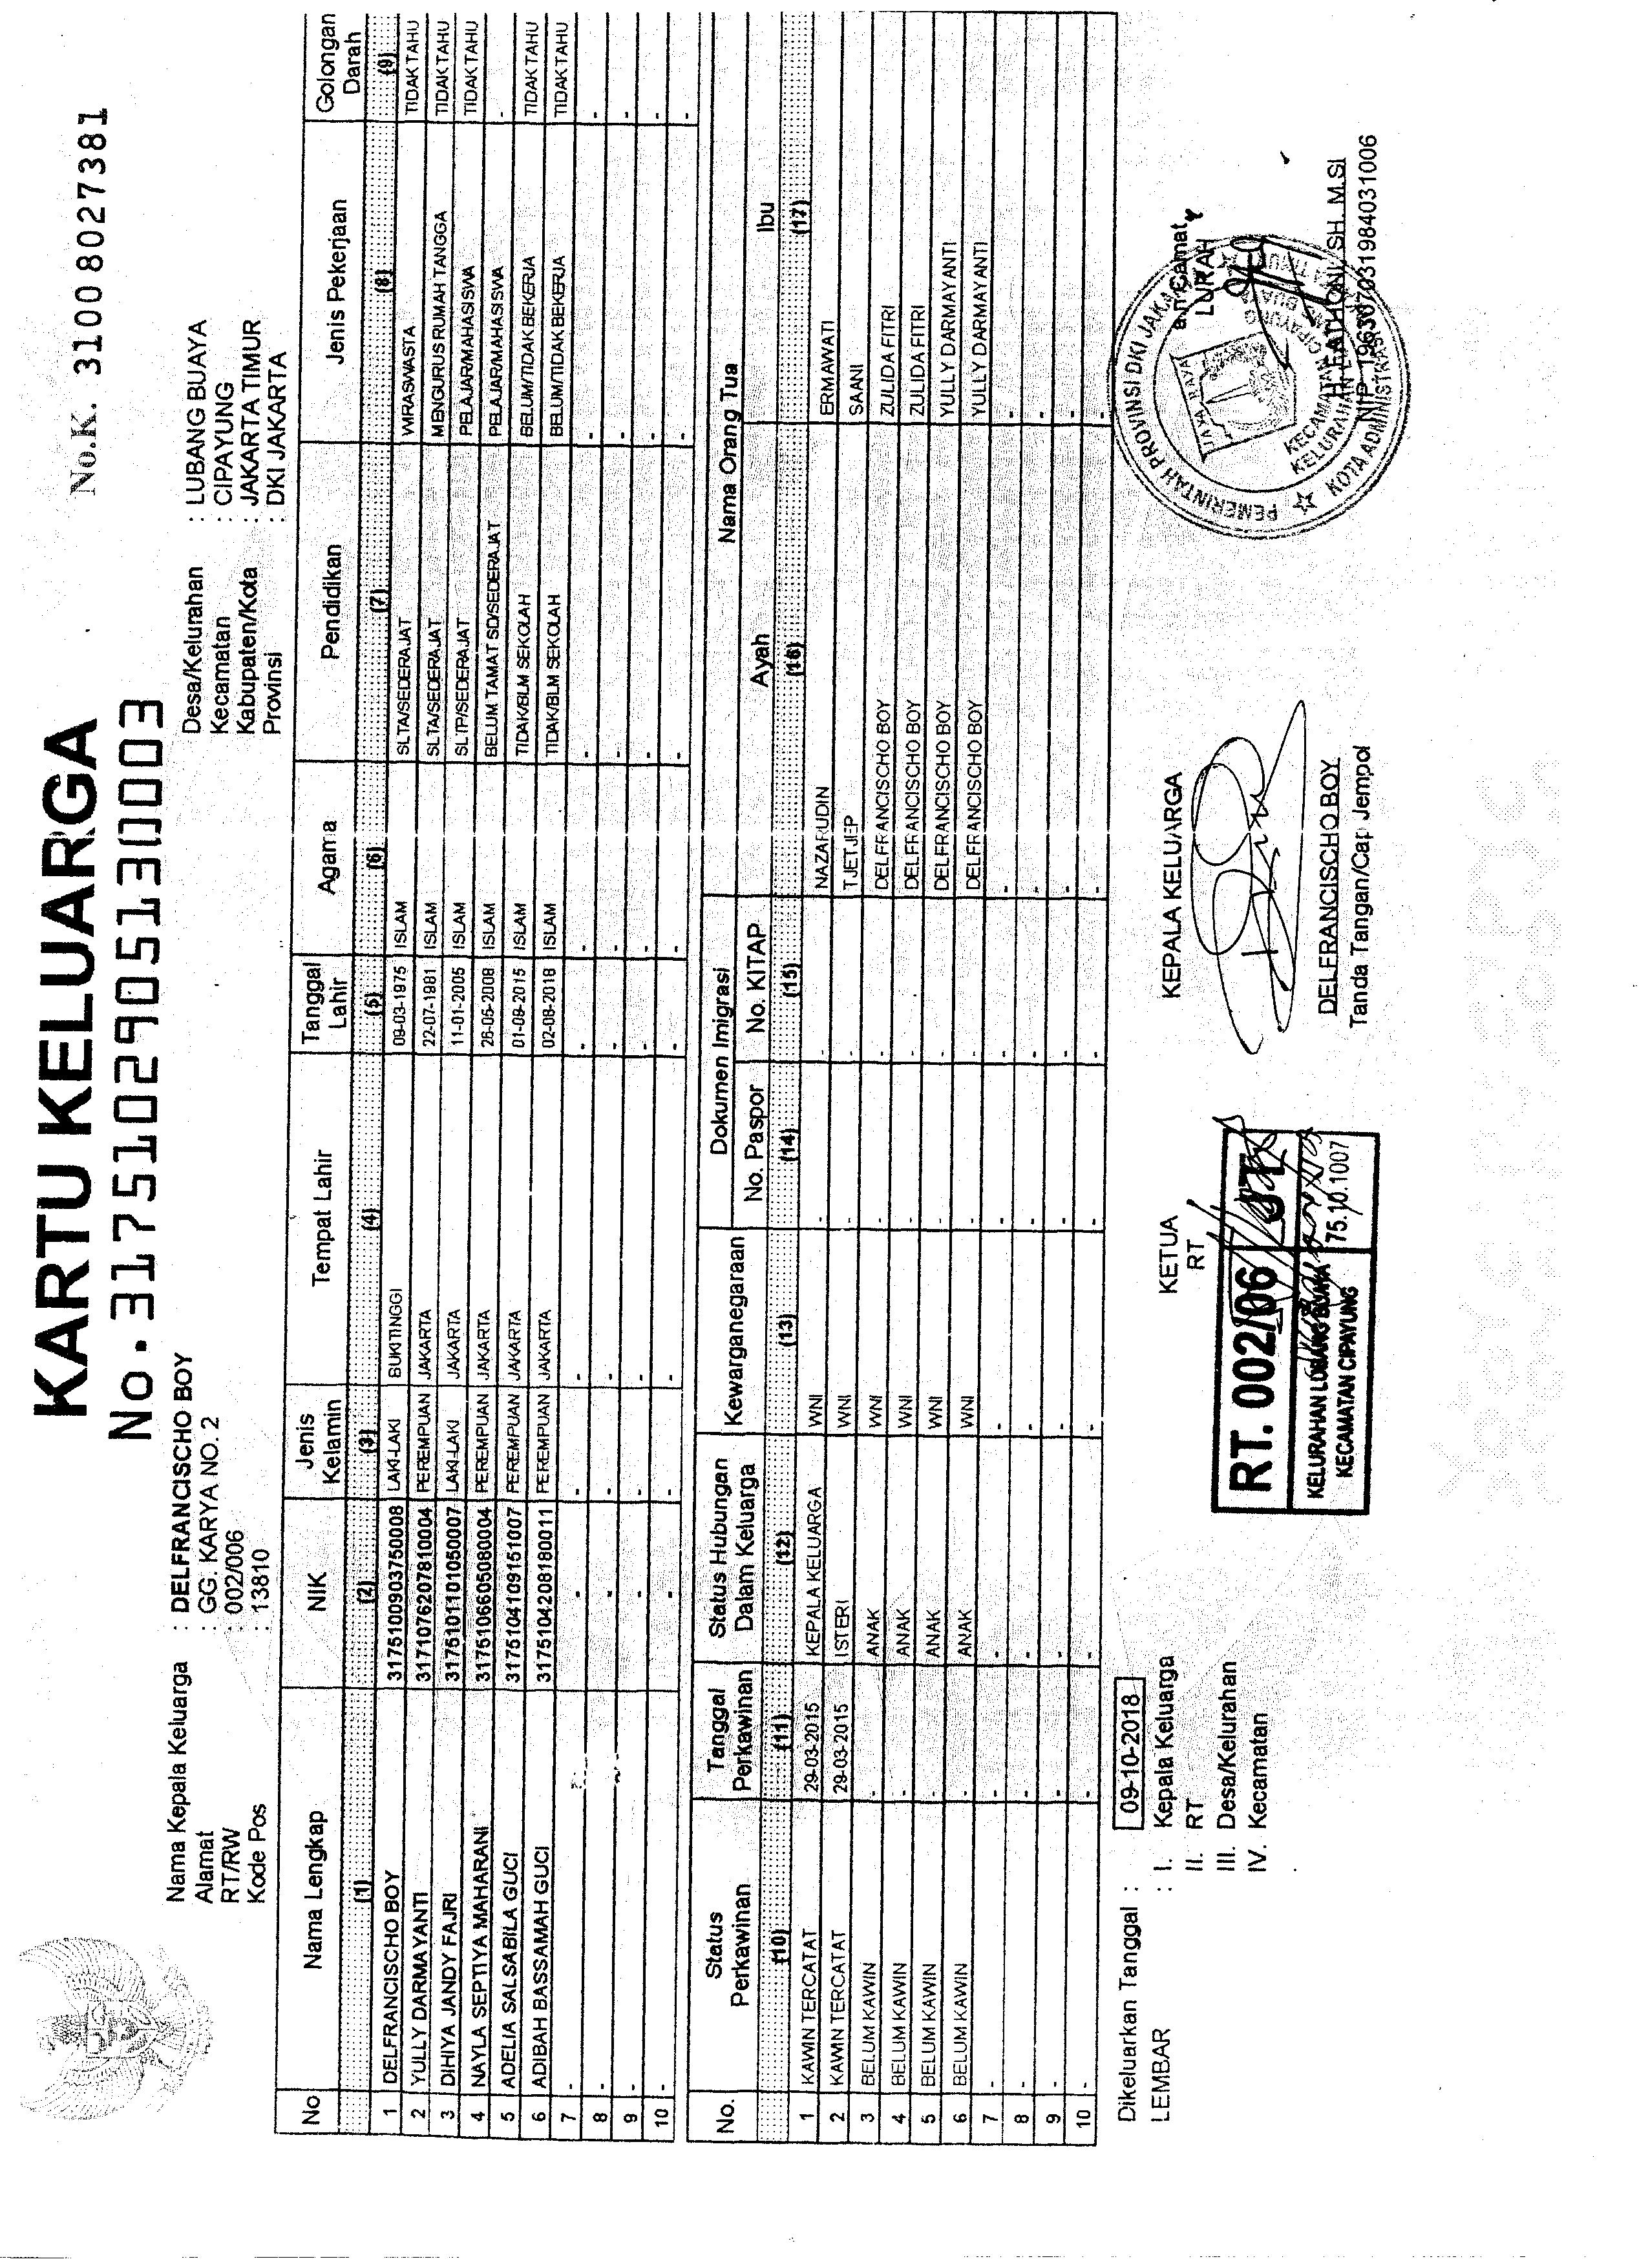 KARTU KELUARGA
No.K. 31008027381
No. 3175102905130003
Nama Kepala Keluarga : DELFRANCISCHO BOY
Alamat : GG. KARYA NO. 2
RT/RW : 002/006
Kode Pos : 13810
Desa/Kelurahan : LUBANG BUAYA
Kecamatan : CIPAYUNG
Kabupaten/Kota : JAKARTA TIMUR
Provinsi : DKI JAKARTA
No Nama Lengkap NIK Jenis Kelamin Tempat Lahir Tanggal Lahir Agama Pendidikan Jenis Pekerjaan Golongan Darah
(1) (2) (3) (4) (5) (6) (7) (8) (9)
1 DELFRANCISCHO BOY 3175100903750008 LAKI-LAKI BUKITINGGI 09-03-1975 ISLAM SLTA/SEDERAJAT WIRASWASTA TIDAK TAHU
2 YULLY DARMAYANTI 3171076207810004 PEREMPUAN JAKARTA 22-07-1981 ISLAM SLTA/SEDERAJAT MENGURUS RUMAH TANGGA TIDAK TAHU
3 DIHIYA JANDY FAJRI 3175101101050007 LAKI-LAKI JAKARTA 11-01-2005 ISLAM SLTP/SEDERAJAT PELAJAR/MAHASISWA TIDAK TAHU
4 NAYLA SEPTIYA MAHARANI 3175106605080004 PEREMPUAN JAKARTA 26-05-2008 ISLAM BELUM TAMAT SD/SEDERAJAT PELAJAR/MAHASISWA -
5 ADELIA SALSABILA GUCI 3175104109151007 PEREMPUAN JAKARTA 01-09-2015 ISLAM TIDAK/BLM SEKOLAH BELUM/TIDAK BEKERJA TIDAK TAHU
6 ADIBAH BASSAMAH GUCI 3175104208180011 PEREMPUAN JAKARTA 02-08-2018 ISLAM TIDAK/BLM SEKOLAH BELUM/TIDAK BEKERJA TIDAK TAHU
7 - - - - - - - - -
8 - - - - - - - - -
9 - - - - - - - - -
10 - - - - - - - - -
No. Status Perkawinan Tanggal Perkawinan Status Hubungan Dalam Keluarga Kewarganegaraan Dokumen Imigrasi Nama Orang Tua
No. Paspor No. KITAP Ayah Ibu
(10) (11) (12) (13) (14) (15) (16) (17)
1 KAWIN TERCATAT 29-03-2015 KEPALA KELUARGA WNI - - NAZARUDIN ERMAWATI
2 KAWIN TERCATAT 29-03-2015 ISTERI WNI - - TJETJEP SAANI
3 BELUM KAWIN - ANAK WNI - - DELFRANCISCHO BOY ZULIDA FITRI
4 BELUM KAWIN - ANAK WNI - - DELFRANCISCHO BOY ZULIDA FITRI
5 BELUM KAWIN - ANAK WNI - - DELFRANCISCHO BOY YULLY DARMAYANTI
6 BELUM KAWIN - ANAK WNI - - DELFRANCISCHO BOY YULLY DARMAYANTI
7 - - - - - - - -
8 - - - - - - - -
9 - - - - - - - -
10 - - - - - - - -
Dikeluarkan Tanggal : 09-10-2018
LEMBAR : I. Kepala Keluarga
II. RT
III. Desa/Kelurahan
IV. Kecamatan
KETUA
RT
RT. 002/06 JT
KELURAHAN LUBANG BUAYA
KECAMATAN CIPAYUNG
75.10.1007
KEPALA KELUARGA
DELFRANCISCHO BOY
Tanda Tangan/Cap Jempol
a.n Camat
LURAH
PEMERINTAH PROVINSI DKI JAKARTA
JAYA RAYA
KECAMATAN CIPAYUNG
KELURAHAN LUBANG BUAYA
KOTA ADMINISTRASI JAKARTA TIMUR
H. FATHONI, SH. M.SI
NIP. 196307031984031006